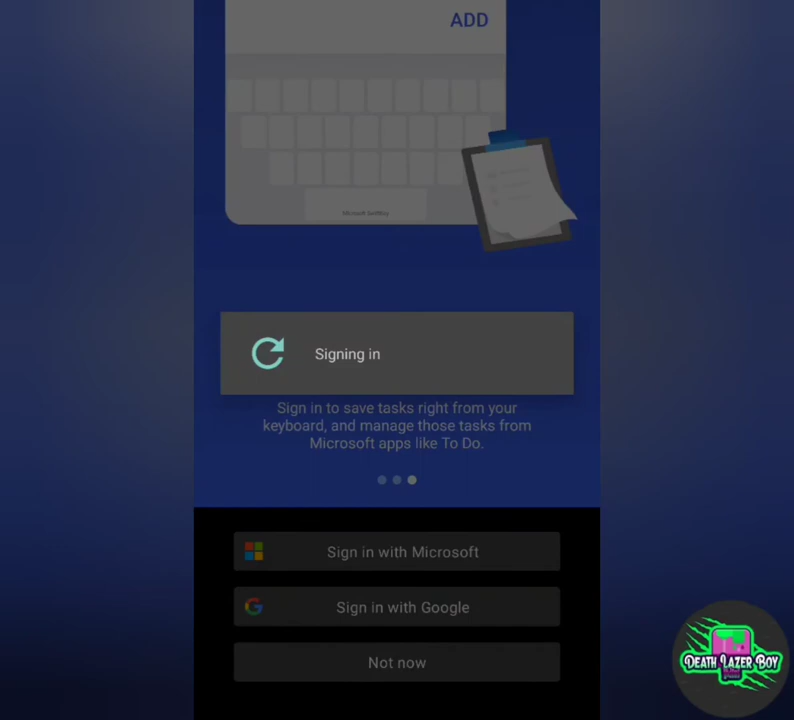 ADD
Microsoft SwiftKey
Signing in
Sign in to save tasks right from your
keyboard, and manage those tasks from
Microsoft apps like To Do.
Sign in with Microsoft
Sign in with Google
Not now
DEATH LAZER BOY